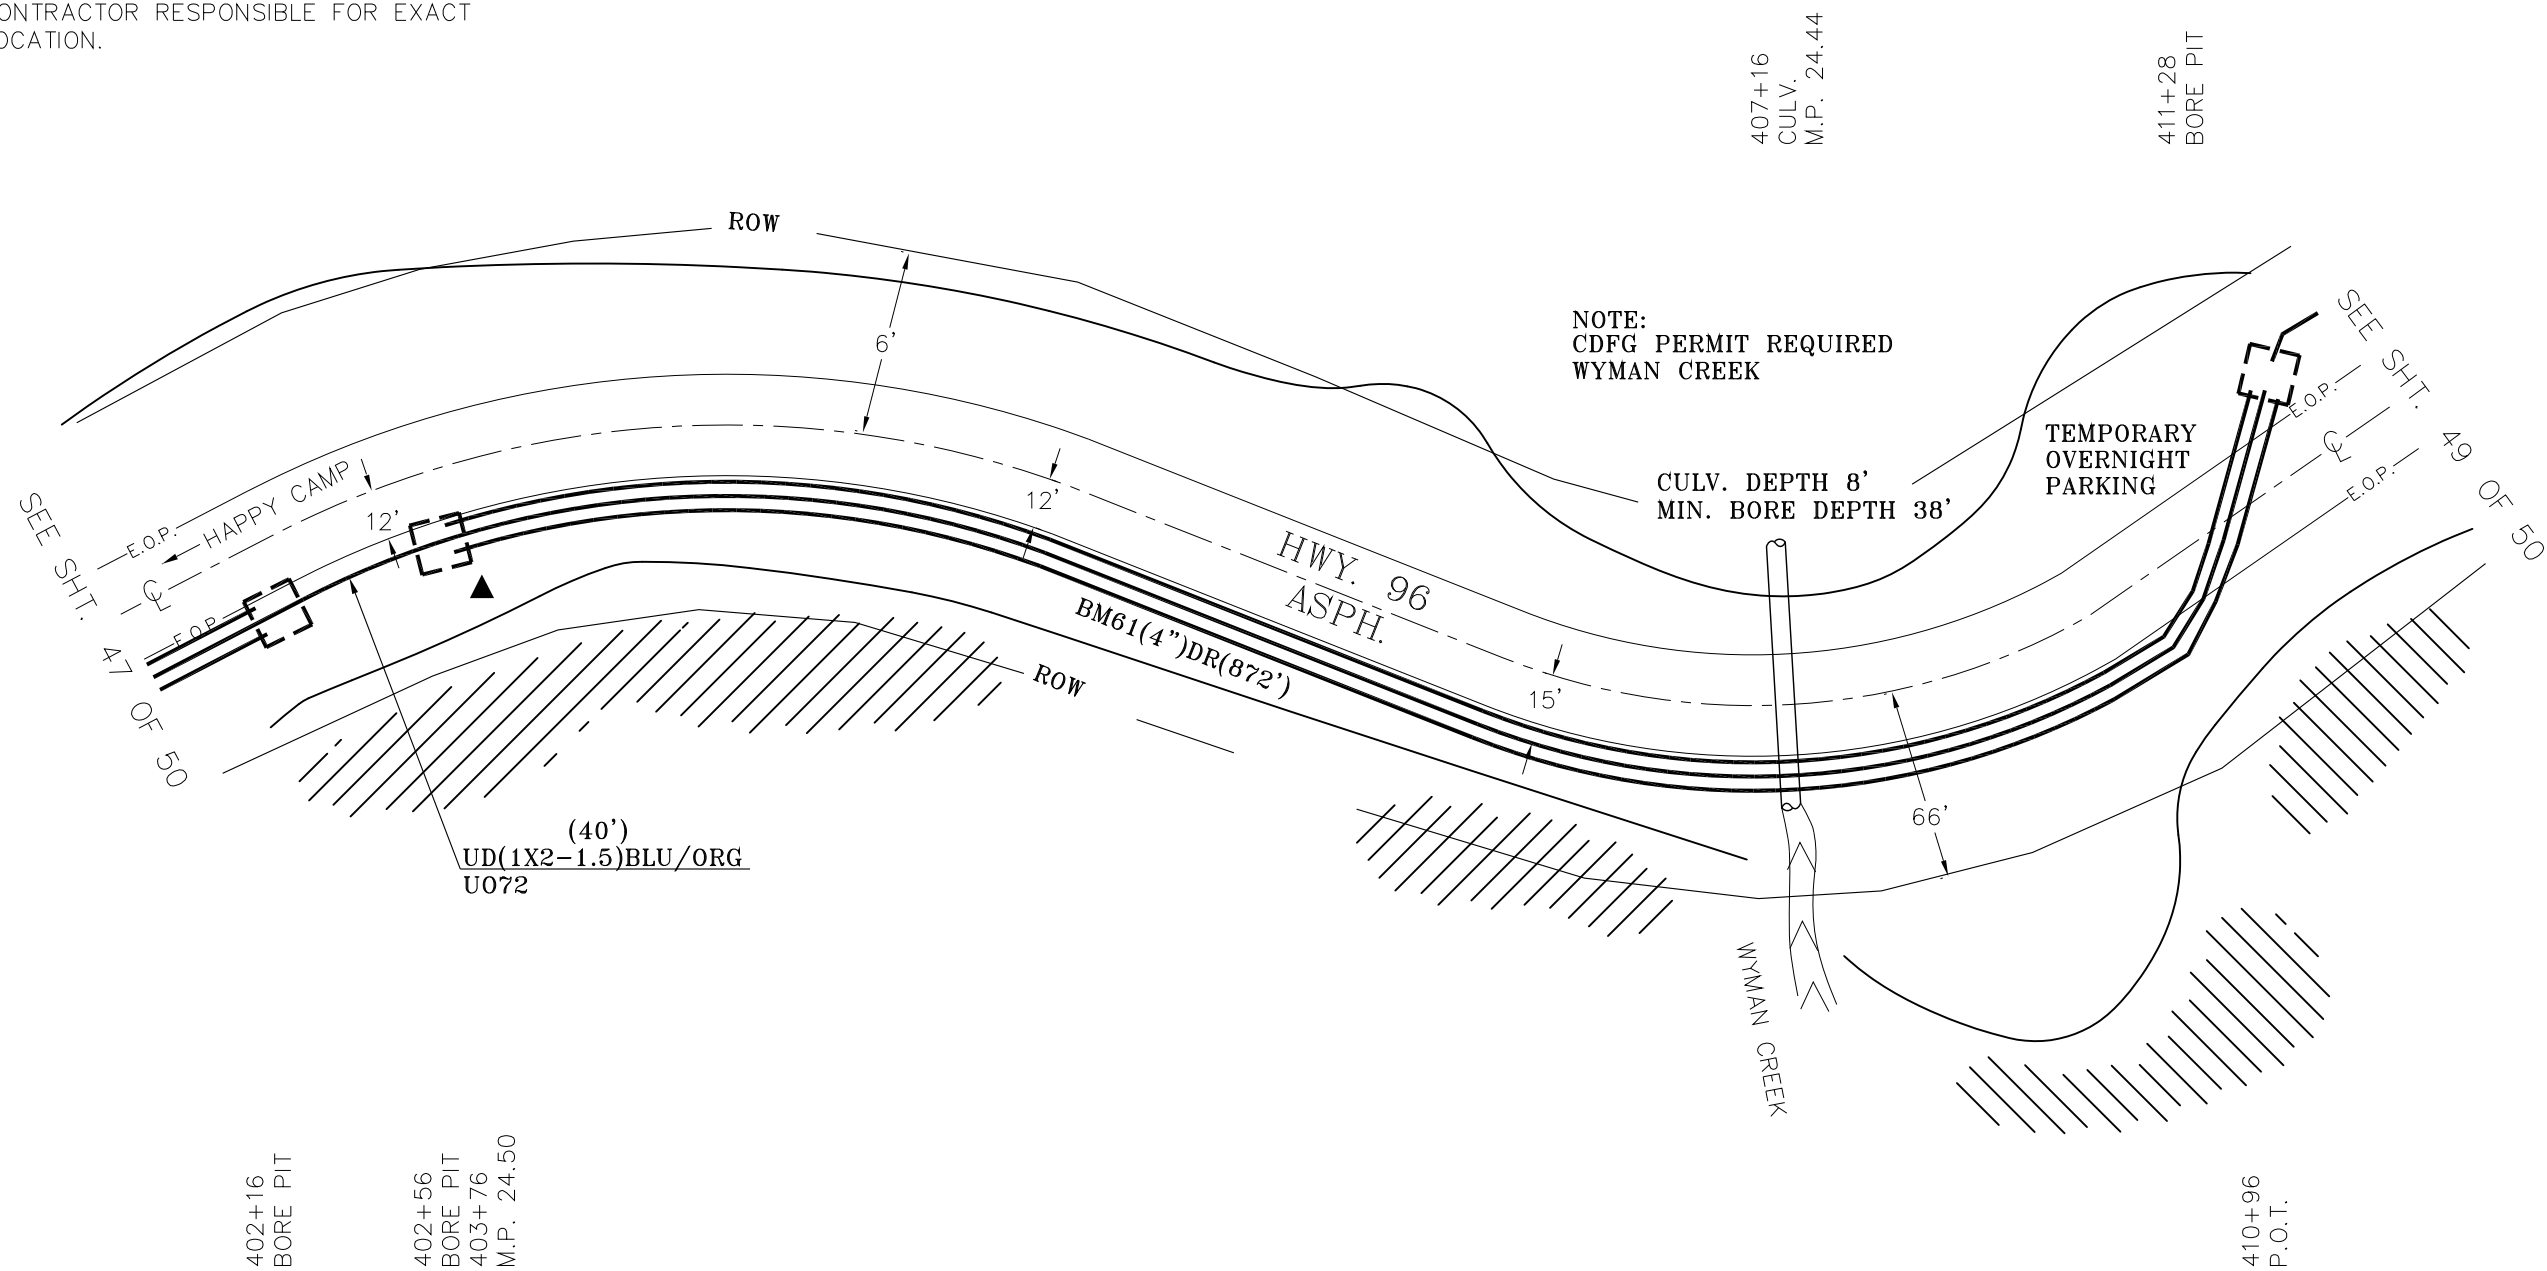 ONTRACTOR RESPONSIBLE FOR EXACT
OCATION.
407+16
CULV.
M.P. 24.44
411+28
BORE PIT
ROW
6'
NOTE:
CDFG PERMIT REQUIRED
WYMAN CREEK
SEE SHT. 49 OF 50
E.O.P.
CL
E.O.P.
TEMPORARY
OVERNIGHT
PARKING
CULV. DEPTH 8'
MIN. BORE DEPTH 38'
SEE SHT. 47 OF 50
E.O.P.
HAPPY CAMP
12'
CL
E.O.P.
12'
HWY. 96
ASPH.
BM61(4")DR(872')
ROW
15'
66'
(40')
UD(1X2-1.5)BLU/ORG
U072
WYMAN CREEK
402+16
BORE PIT
402+56
BORE PIT
403+76
M.P. 24.50
410+96
P.O.T.